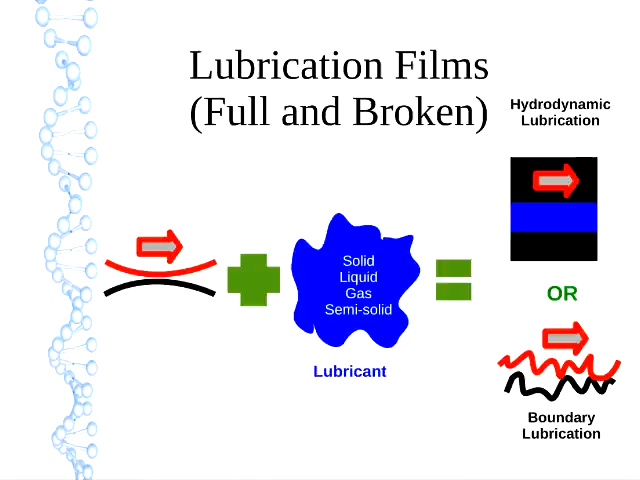 Lubrication Films
(Full and Broken)
Hydrodynamic
Lubrication
Solid
Liquid
Gas
Semi-solid
Lubricant
OR
Boundary
Lubrication